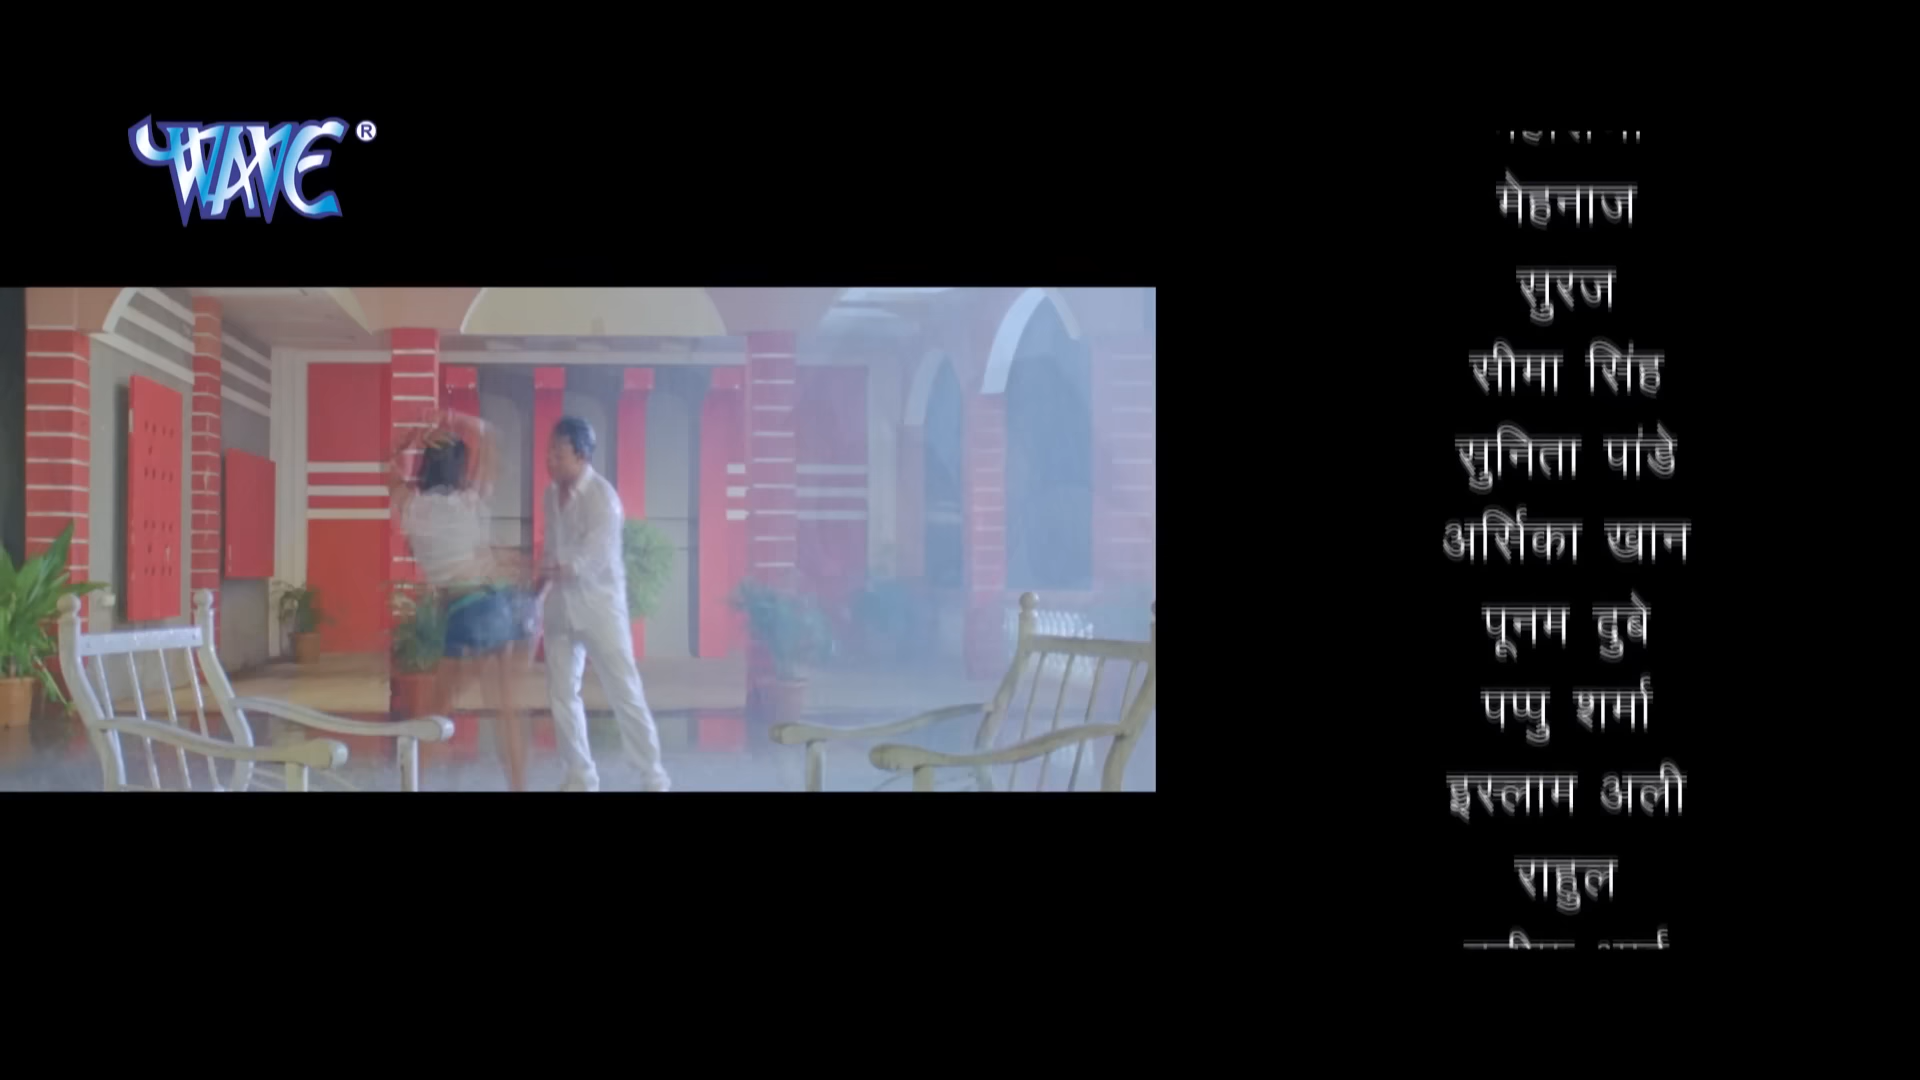 WAVE ®
मेहनाज
सुरज
सीमा सिंह
सुनिता पांडे
अर्सिका खान
पूनम दुबे
पप्पु शर्मा
इस्लाम अली
राहुल